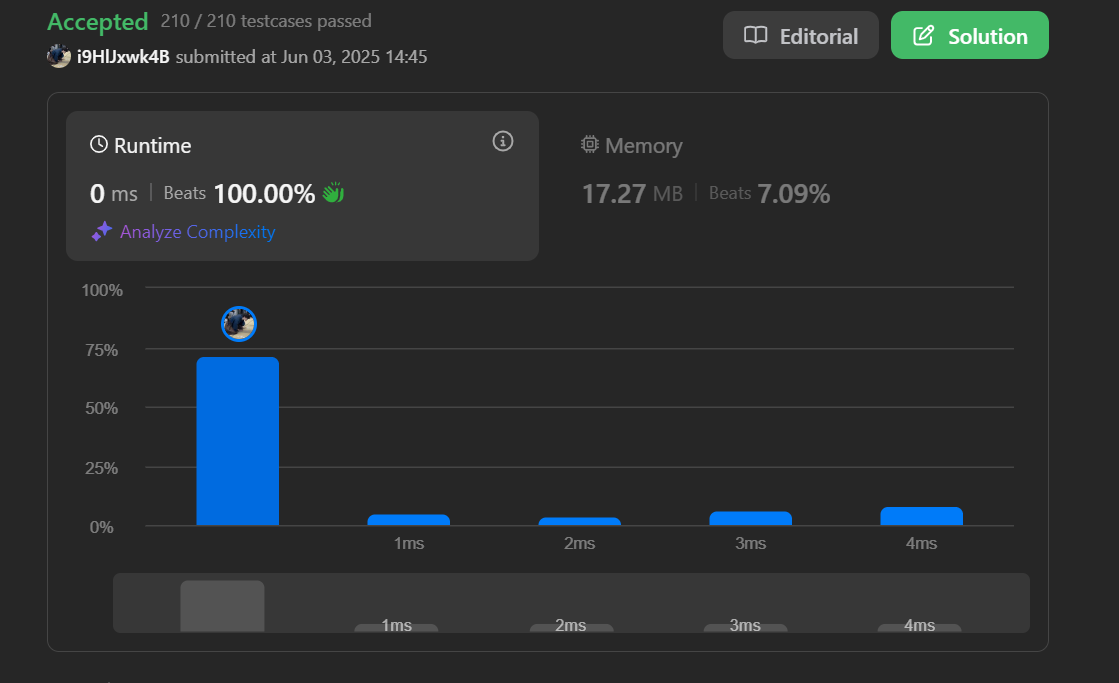 Accepted 210 / 210 testcases passed
i9HlJxwk4B submitted at Jun 03, 2025 14:45
Editorial
Solution
Runtime
0 ms | Beats 100.00%
Analyze Complexity
Memory
17.27 MB | Beats 7.09%
100%
75%
50%
25%
0%
1ms 2ms 3ms 4ms
1ms 2ms 3ms 4ms